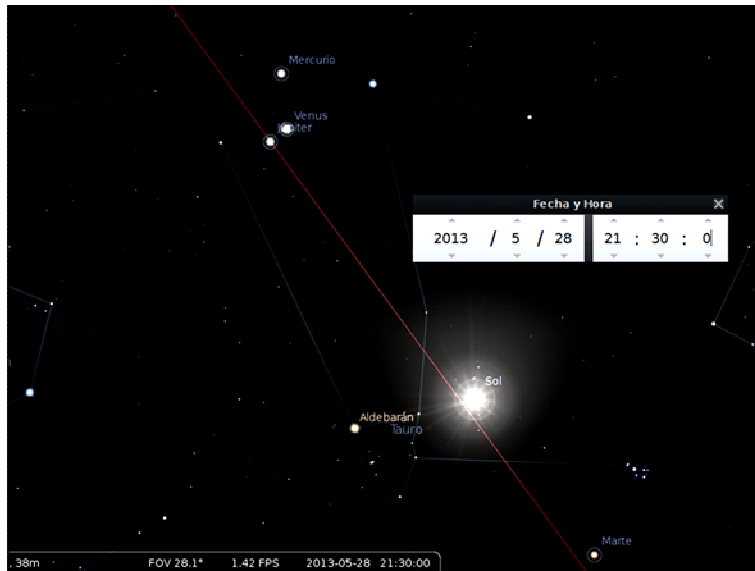 Mercurio
Venus
Júpiter
Fecha y Hora
2013 / 5 / 28 21 : 30 : 0
Sol
Aldebarán
Tauro
Marte
, 38m FOV 28.1° 1.42 FPS 2013-05-28 21:30:00